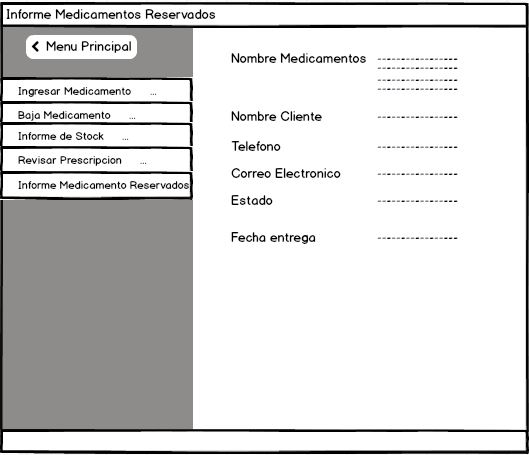 Informe Medicamentos Reservados
Menu Principal
Ingresar Medicamento ...
Baja Medicamento ...
Informe de Stock ...
Revisar Prescripcion ...
Informe Medicamento Reservados
Nombre Medicamentos ----------------
----------------
----------------
----------------
Nombre Cliente ----------------
Telefono ----------------
Correo Electronico ----------------
Estado ----------------
Fecha entrega ----------------